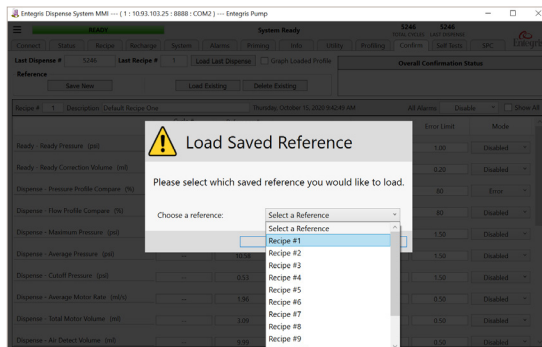 Entegris Dispense System MMI --- ( 1 : 10.93.103.25 : 8888 : COM2 ) --- Entegris Pump
READY
System Ready
5246 5246
TOTAL CYCLES LAST DISPENSE
Connect Status Recipe Recharge System Alarms Priming Info Utility Profiling Confirm Self Tests SPC
Last Dispense # 5246 Last Recipe # 1 Load Last Dispense Graph Loaded Profile Overall Confirmation Status
Reference
Save New Load Existing Delete Existing
Recipe # 1 Description Default Recipe One Thursday, October 15, 2020 9:42:49 AM All Alarms Disable Show All
Error Limit Mode
Ready - Ready Pressure (psi) 1.00 Disabled
Ready - Ready Correction Volume (ml) 0.20 Disabled
Dispense - Pressure Profile Compare (%) 80 Error
Dispense - Flow Profile Compare (%) 80 Disabled
Dispense - Maximum Pressure (psi) 1.50 Disabled
Dispense - Average Pressure (psi) -- 10.58 1.50 Disabled
Dispense - Cutoff Pressure (psi) -- 0.53 1.50 Disabled
Dispense - Average Motor Rate (ml/s) -- 1.96 0.50 Disabled
Dispense - Total Motor Volume (ml) -- 3.09 0.50 Disabled
Dispense - Air Detect Volume (ml) -- 9.99 0.50 Disabled
Load Saved Reference
Please select which saved reference you would like to load.
Choose a reference: Select a Reference
Select a Reference
Recipe #1
Recipe #2
Recipe #3
Recipe #4
Recipe #5
Recipe #6
Recipe #7
Recipe #8
Recipe #9